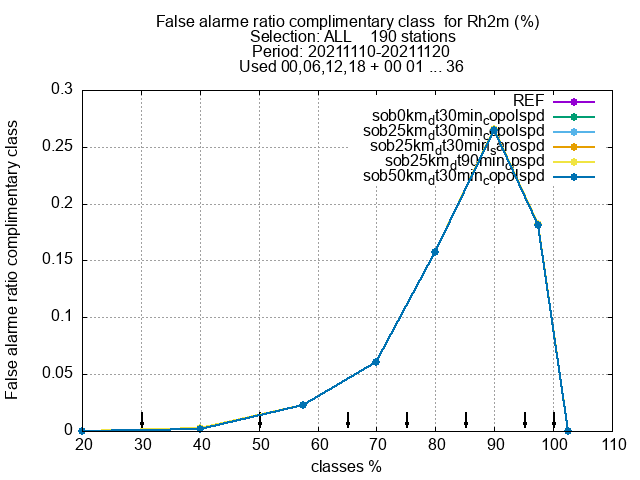 False alarme ratio complimentary class  for Rh2m (%)
Selection: ALL    190 stations
Period: 20211110-20211120
Used 00,06,12,18 + 00 01 ... 36
REF
sob0km_dt30min_copolspd
sob25km_dt30min_copolspd
sob25km_dt30min_sarospd
sob25km_dt90min_cpspd
sob50km_dt30min_copolspd
False alarme ratio complimentary class
0.3
0.25
0.2
0.15
0.1
0.05
0
20 30 40 50 60 70 80 90 100 110
classes %